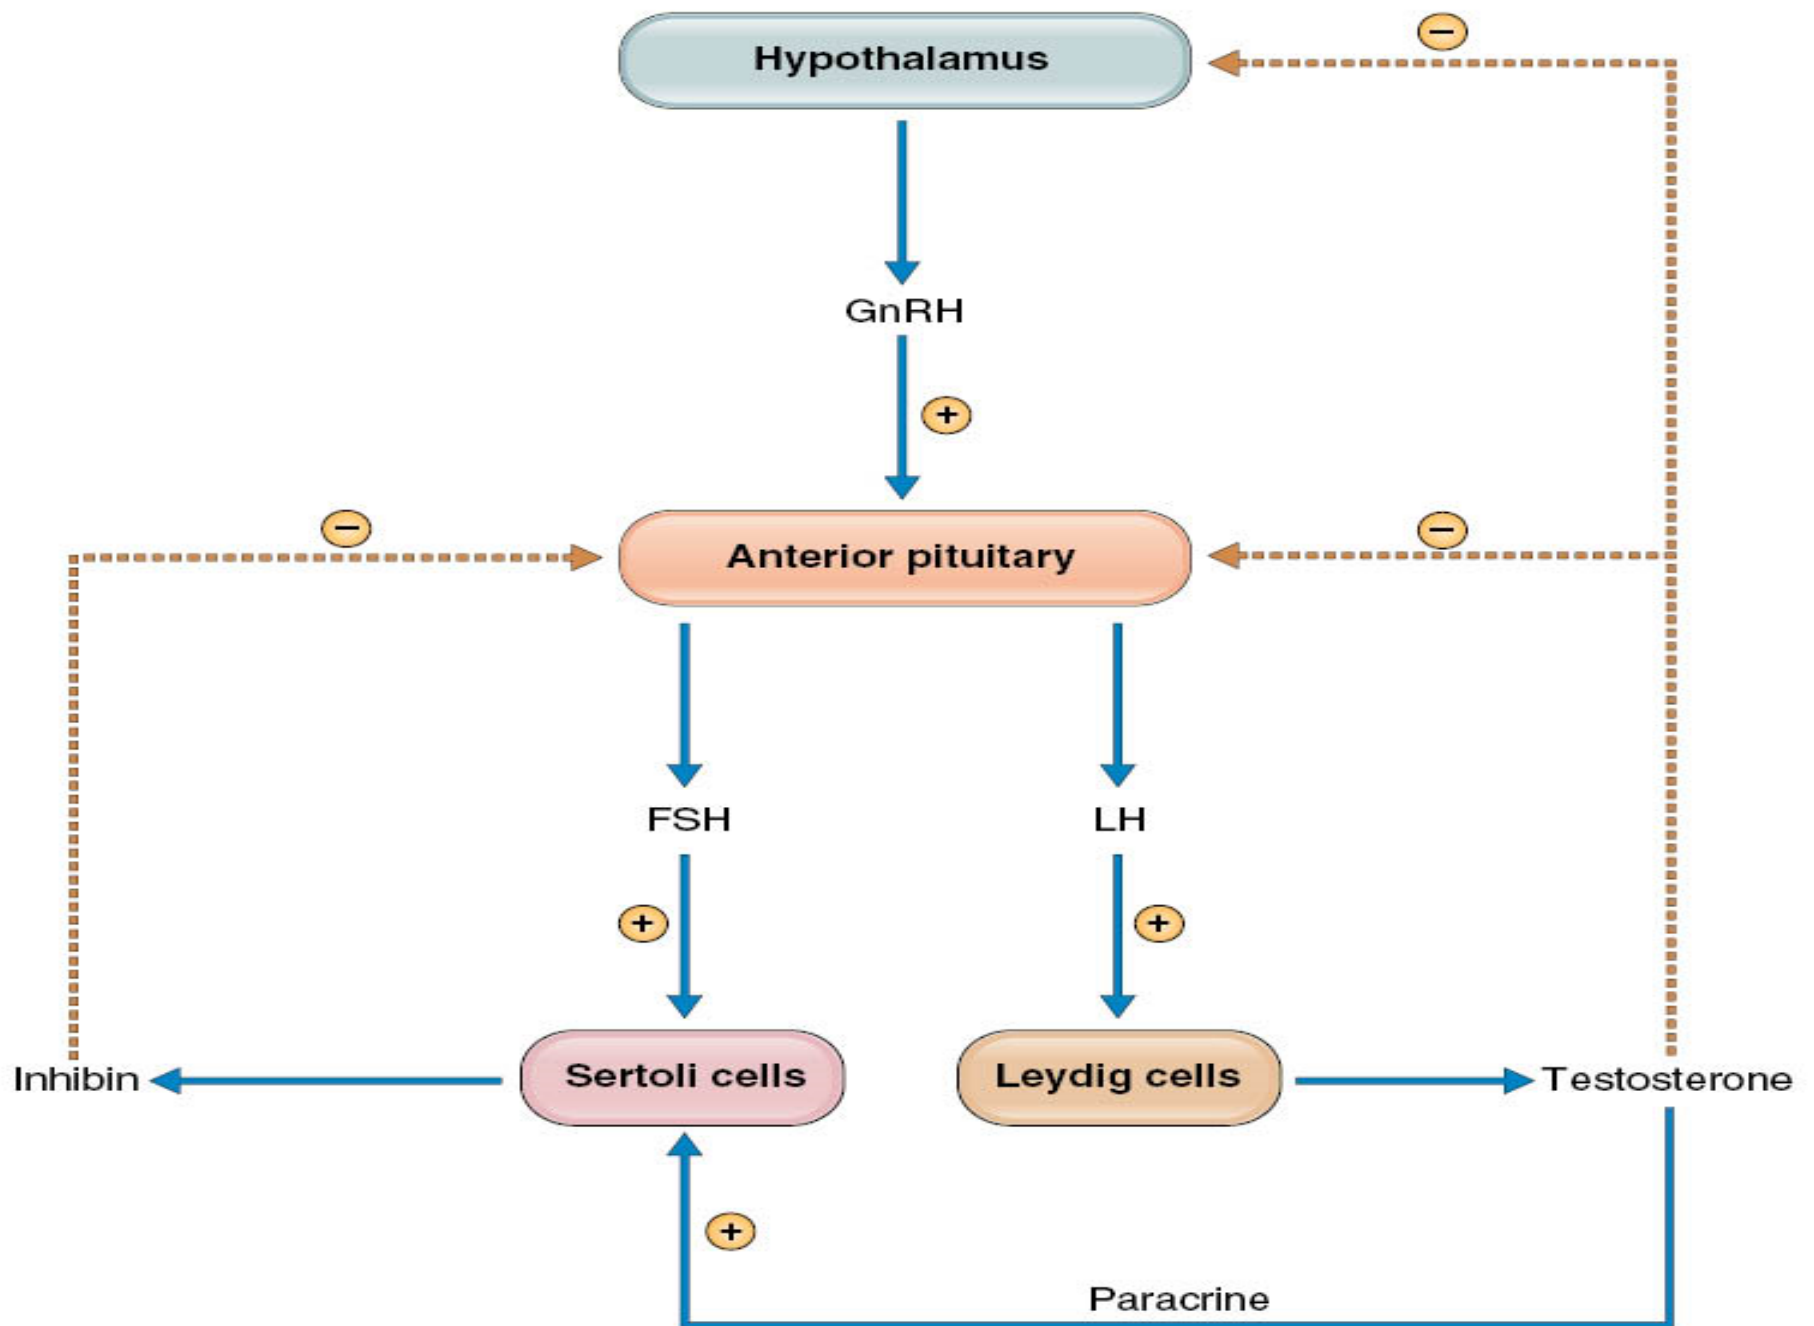 Hypothalamus
−
GnRH
+
−
−
Anterior pituitary
FSH
LH
+
+
Inhibin
Sertoli cells
Leydig cells
Testosterone
+
Paracrine